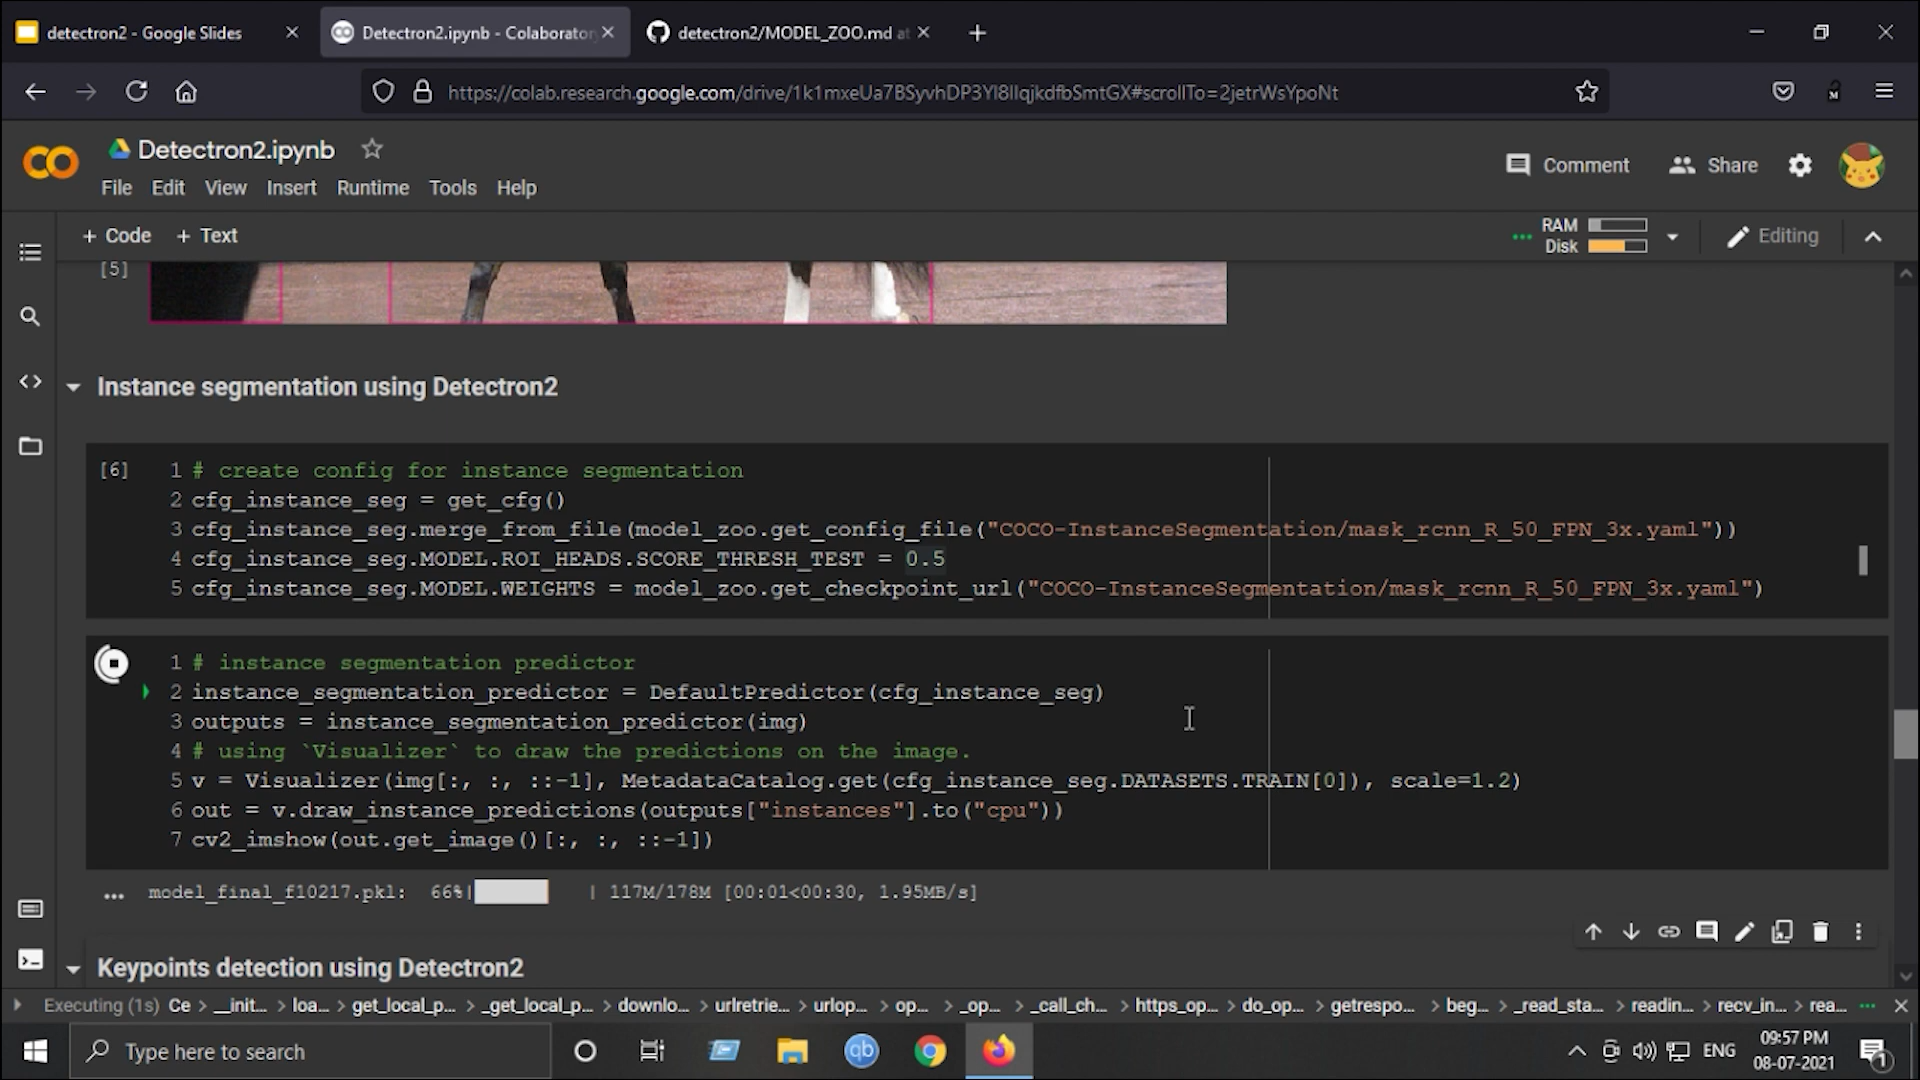 detectron2 - Google Slides
Detectron2.ipynb - Colaborator
detectron2/MODEL_ZOO.md at
https://colab.research.google.com/drive/1k1mxeUa7BSyvhDP3Yl8IlqjkdfbSmtGX#scrollTo=2jetrWsYpoNt
Detectron2.ipynb
Comment
Share
File Edit View Insert Runtime Tools Help
+ Code + Text
RAM
Disk
Editing
[5]
Instance segmentation using Detectron2
[6]
1 # create config for instance segmentation
2 cfg_instance_seg = get_cfg()
3 cfg_instance_seg.merge_from_file(model_zoo.get_config_file("COCO-InstanceSegmentation/mask_rcnn_R_50_FPN_3x.yaml"))
4 cfg_instance_seg.MODEL.ROI_HEADS.SCORE_THRESH_TEST = 0.5
5 cfg_instance_seg.MODEL.WEIGHTS = model_zoo.get_checkpoint_url("COCO-InstanceSegmentation/mask_rcnn_R_50_FPN_3x.yaml")
1 # instance segmentation predictor
2 instance_segmentation_predictor = DefaultPredictor(cfg_instance_seg)
3 outputs = instance_segmentation_predictor(img)
4 # using `Visualizer` to draw the predictions on the image.
5 v = Visualizer(img[:, :, ::-1], MetadataCatalog.get(cfg_instance_seg.DATASETS.TRAIN[0]), scale=1.2)
6 out = v.draw_instance_predictions(outputs["instances"].to("cpu"))
7 cv2_imshow(out.get_image()[:, :, ::-1])
... model_final_f10217.pkl: 66%| | 117M/178M [00:01<00:30, 1.95MB/s]
Keypoints detection using Detectron2
Executing (1s) Ce > __init... > loa... > get_local_p... > _get_local_p... > downlo... > urlretrie... > urlop... > op... > _op... > _call_ch... > https_op... > do_op... > getrespo... > beg... > _read_sta... > readin... > recv_in... > rea... ...
Type here to search
qb
ENG
09:57 PM
08-07-2021
1